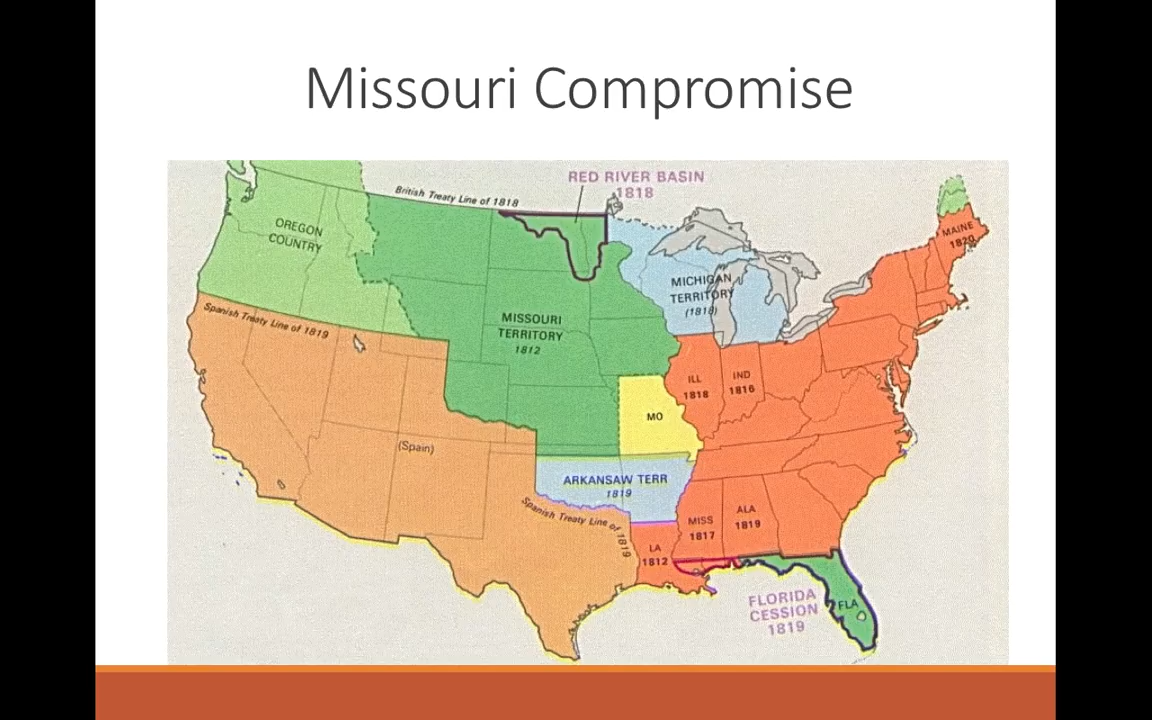 Missouri Compromise
RED RIVER BASIN
1818
British Treaty Line of 1818
OREGON
COUNTRY
MAINE
1820
MICHIGAN
TERRITORY
(1818)
Spanish Treaty Line of 1819
MISSOURI
TERRITORY
1812
ILL
1818
IND
1816
MO
(Spain)
ARKANSAW TERR
1819
Spanish Treaty Line of 1819
MISS
1817
ALA
1819
LA
1812
FLORIDA
CESSION
1819
FLA